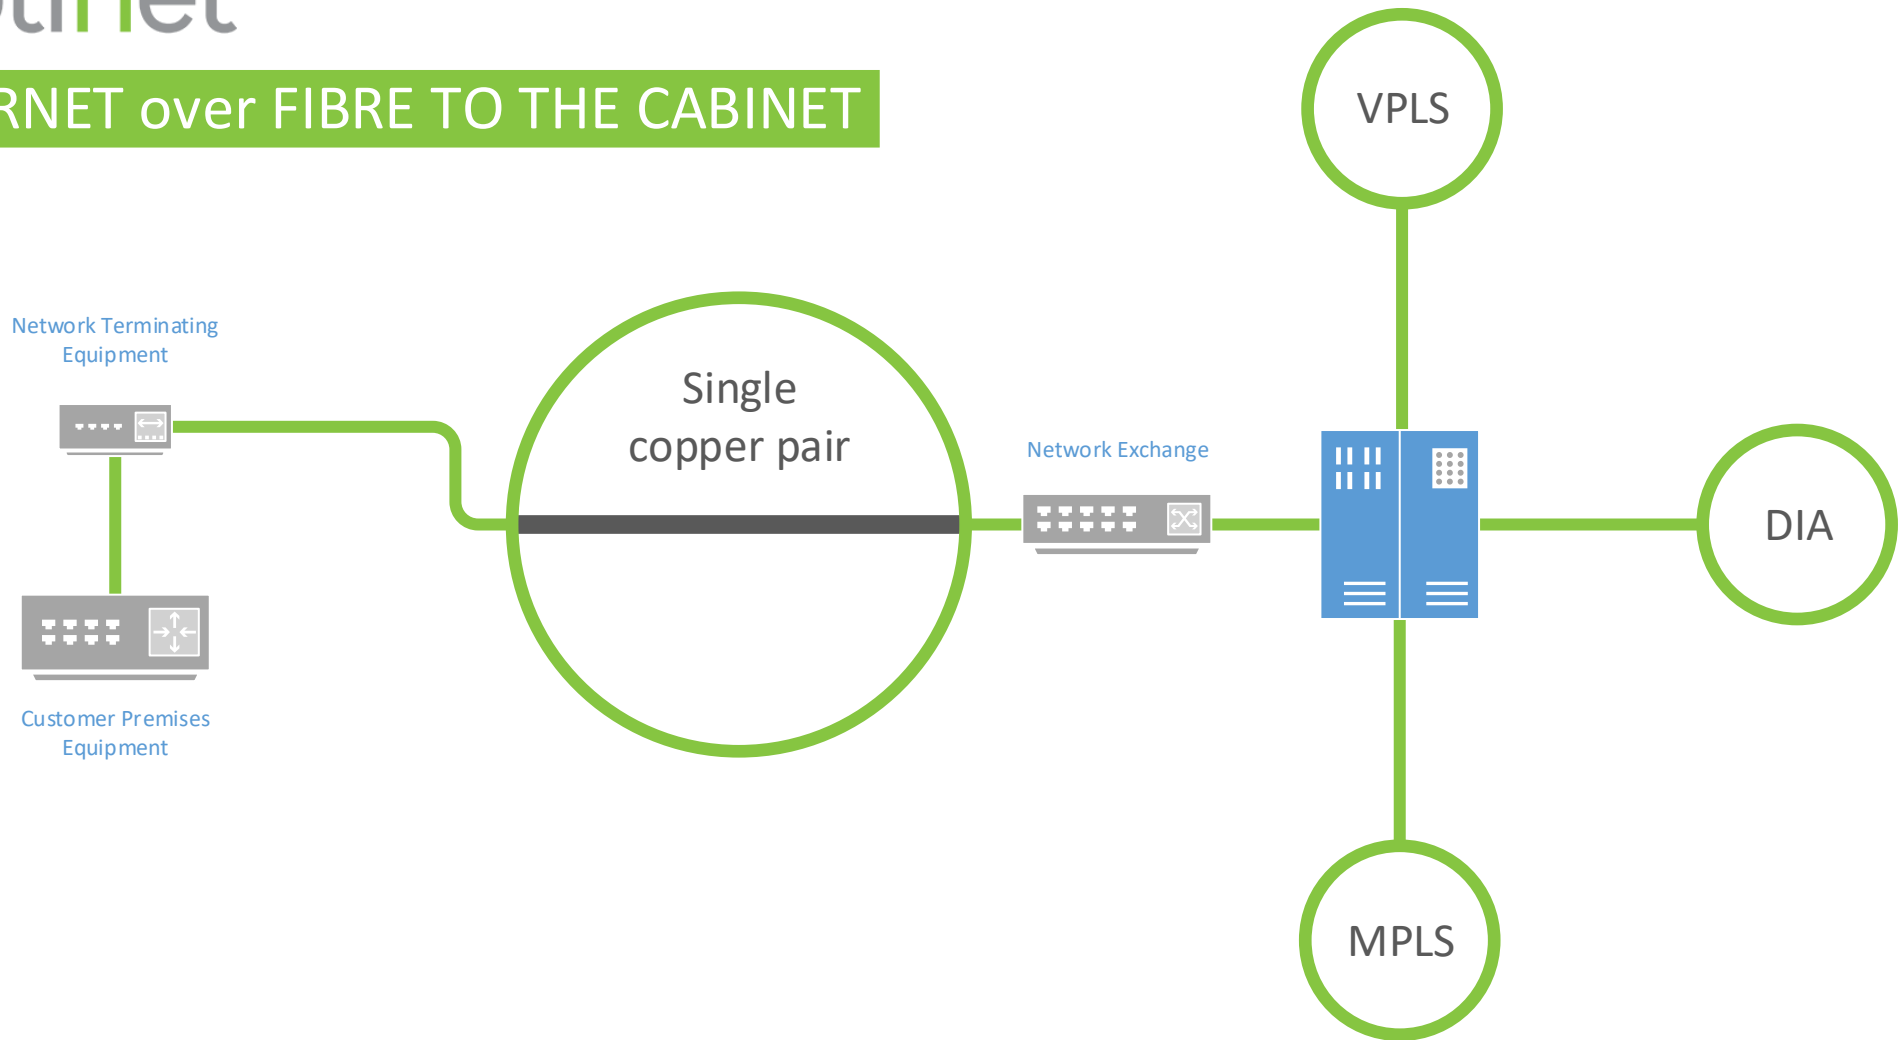 RNET over FIBRE TO THE CABINET
VPLS
Network Terminating
Equipment
Single
copper pair
Network Exchange
DIA
Customer Premises
Equipment
MPLS